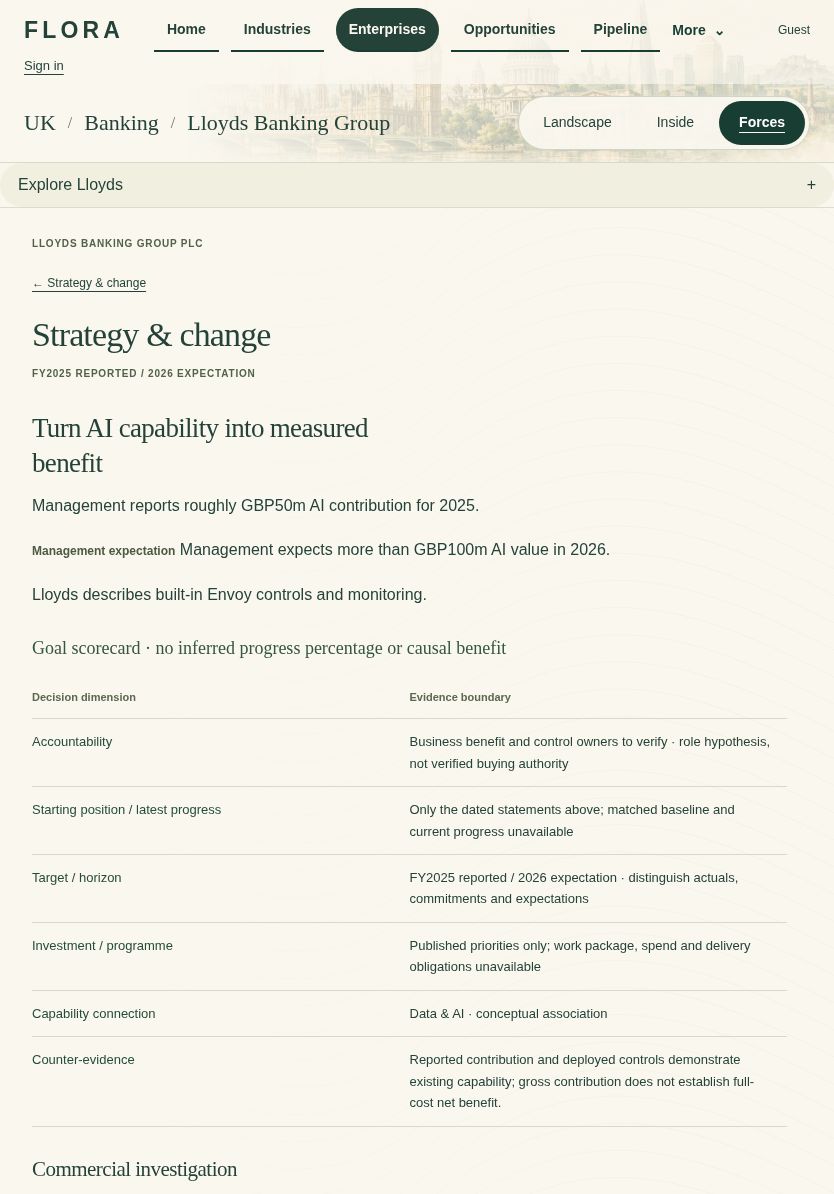 FLORA
Home
Industries
Enterprises
Opportunities
Pipeline
More
Guest
Sign in
UK / Banking / Lloyds Banking Group
Landscape
Inside
Forces
Explore Lloyds +
LLOYDS BANKING GROUP PLC
← Strategy & change
Strategy & change
FY2025 REPORTED / 2026 EXPECTATION
Turn AI capability into measured
benefit
Management reports roughly GBP50m AI contribution for 2025.
Management expectation Management expects more than GBP100m AI value in 2026.
Lloyds describes built-in Envoy controls and monitoring.
Goal scorecard · no inferred progress percentage or causal benefit
Decision dimension
Evidence boundary
Accountability
Business benefit and control owners to verify · role hypothesis,
not verified buying authority
Starting position / latest progress
Only the dated statements above; matched baseline and
current progress unavailable
Target / horizon
FY2025 reported / 2026 expectation · distinguish actuals,
commitments and expectations
Investment / programme
Published priorities only; work package, spend and delivery
obligations unavailable
Capability connection
Data & AI · conceptual association
Counter-evidence
Reported contribution and deployed controls demonstrate
existing capability; gross contribution does not establish full-
cost net benefit.
Commercial investigation